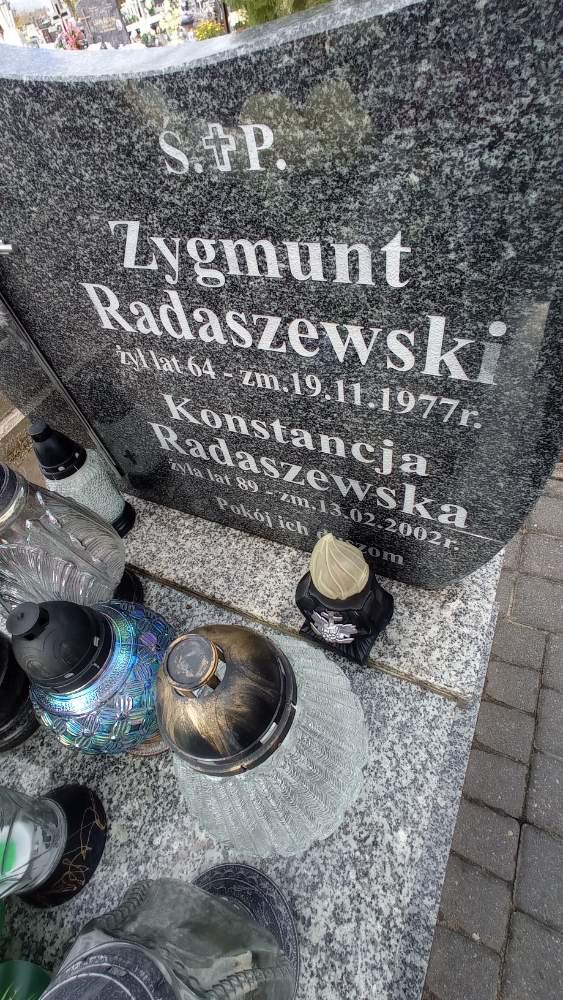 Ś.✝P.
Zygmunt
Radaszewski
żył lat 64 - zm.19.11.1977r.
Konstancja
Radaszewska
żyła lat 89 - zm.13.02.2002r.
Pokój ich duszom